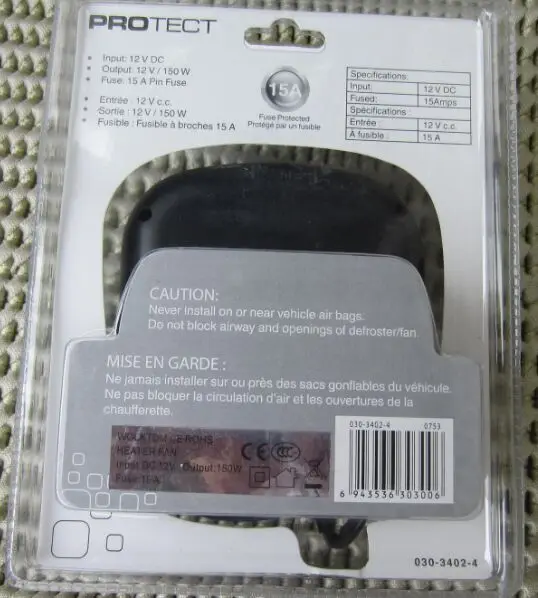 PROTECT
• Input: 12 V DC
• Output: 12 V / 150 W
• Fuse: 15 A Pin Fuse
• Entrée : 12 V c.c.
• Sortie : 12 V / 150 W
• Fusible : Fusible à broches 15 A
15A
Fuse Protected
Protégé par un fusible
Specifications
Input: 12 V DC
Fused: 15Amps
Spécifications
Entrée 12 V c.c.
À fusible : 15 A
CAUTION:
Never install on or near vehicle air bags.
Do not block airway and openings of defroster/fan.
MISE EN GARDE :
Ne jamais installer sur ou près des sacs gonflables du véhicule.
Ne pas bloquer la circulation d'air et les ouvertures de la
chaufferette.
CE-ROHS
HEATER FAN
Input:DC 12V Output:150W
Fuse:15A
CE CCC
030-3402-4 0753
6 943536 303006
030-3402-4